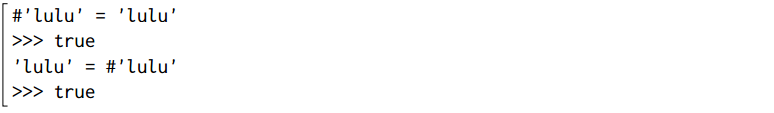 #'lulu' = 'lulu'
>>> true
'lulu' = #'lulu'
>>> true